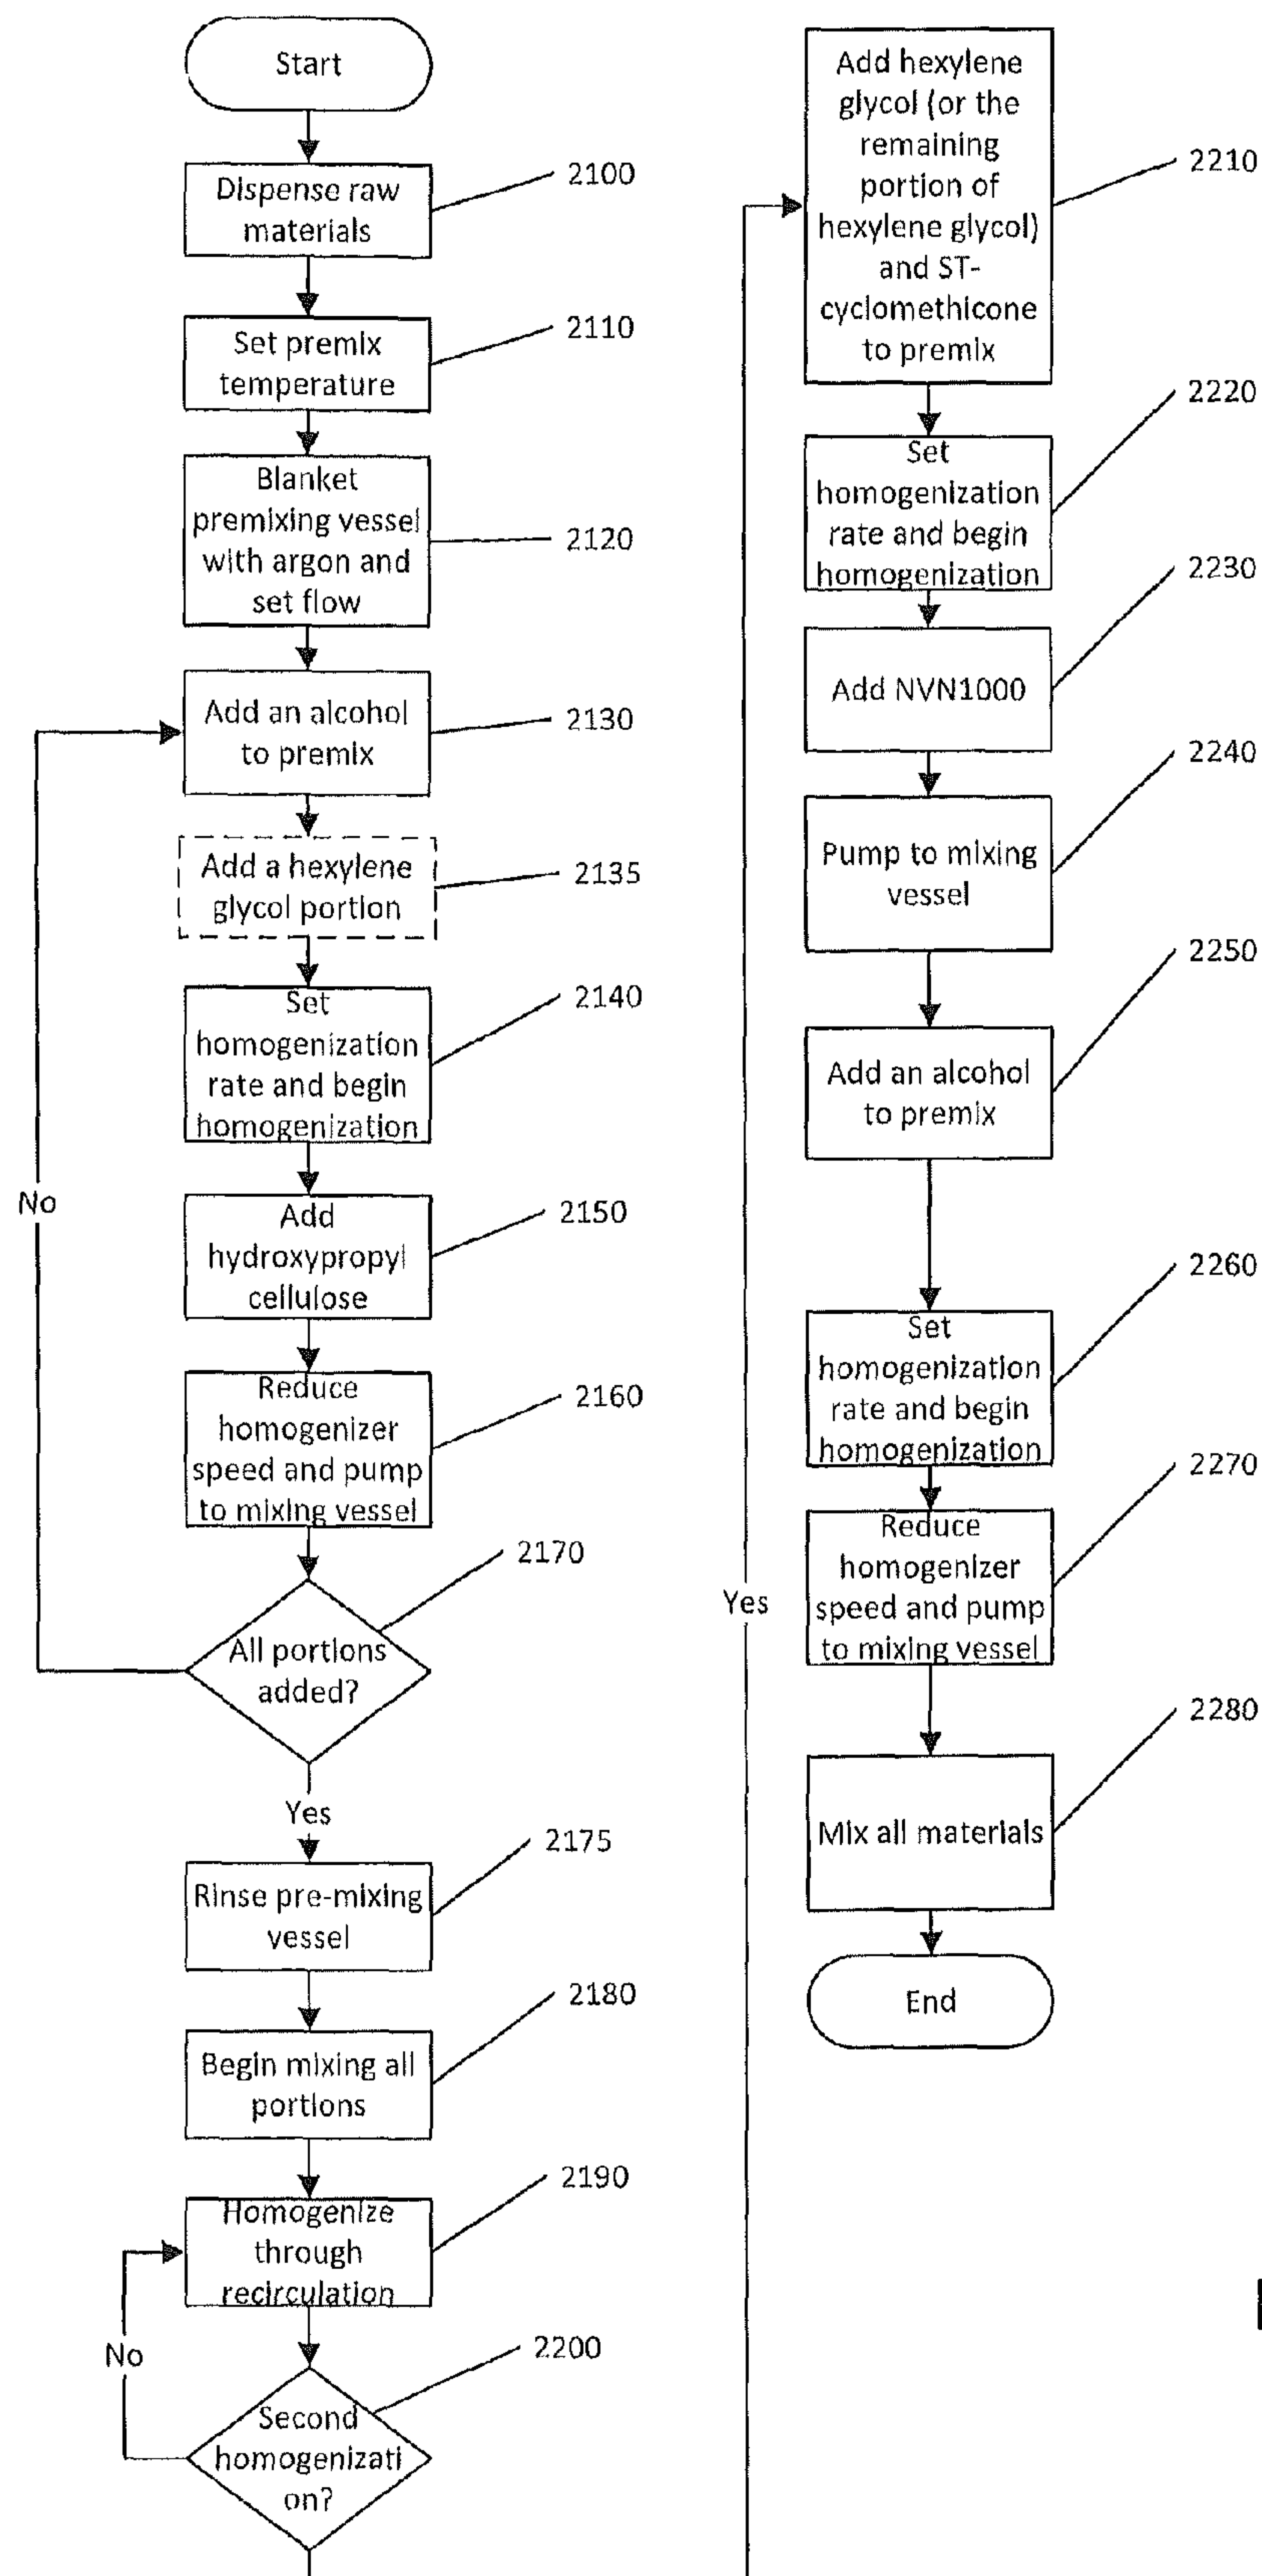 Start
Dispense raw
materials
2100
Set premix
temperature
2110
Blanket
premixing vessel
with argon and
set flow
2120
Add an alcohol
to premix
2130
Add a hexylene
glycol portion
2135
Set
homogenization
rate and begin
homogenization
2140
No
Add
hydroxypropyl
cellulose
2150
Reduce
homogenizer
speed and pump
to mixing vessel
2160
All portions
added?
2170
Yes
Rinse pre-mixing
vessel
2175
Begin mixing all
portions
2180
Homogenize
through
recirculation
2190
No
Second
homogenizati
on?
2200
Yes
Add hexylene
glycol (or the
remaining
portion of
hexylene glycol)
and ST-
cyclomethicone
to premix
2210
Set
homogenization
rate and begin
homogenization
2220
Add NVN1000
2230
Pump to mixing
vessel
2240
Add an alcohol
to premix
2250
Set
homogenization
rate and begin
homogenization
2260
Reduce
homogenizer
speed and pump
to mixing vessel
2270
Mix all materials
2280
End